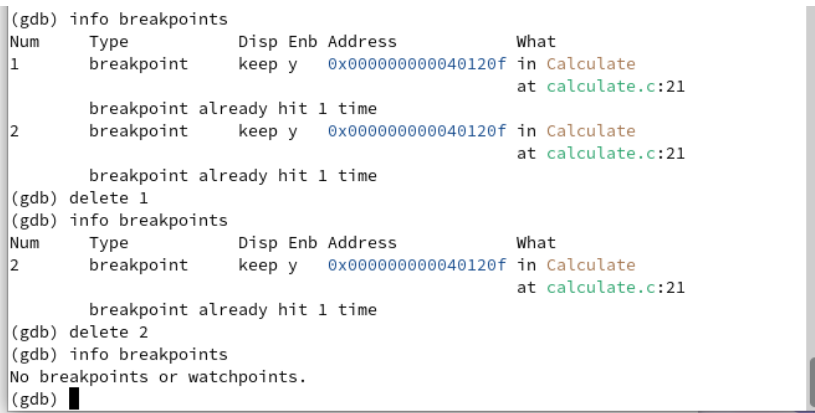 (gdb) info breakpoints
Num     Type           Disp Enb Address            What
1       breakpoint     keep y   0x000000000040120f in Calculate
                                                   at calculate.c:21
        breakpoint already hit 1 time
2       breakpoint     keep y   0x000000000040120f in Calculate
                                                   at calculate.c:21
        breakpoint already hit 1 time
(gdb) delete 1
(gdb) info breakpoints
Num     Type           Disp Enb Address            What
2       breakpoint     keep y   0x000000000040120f in Calculate
                                                   at calculate.c:21
        breakpoint already hit 1 time
(gdb) delete 2
(gdb) info breakpoints
No breakpoints or watchpoints.
(gdb)